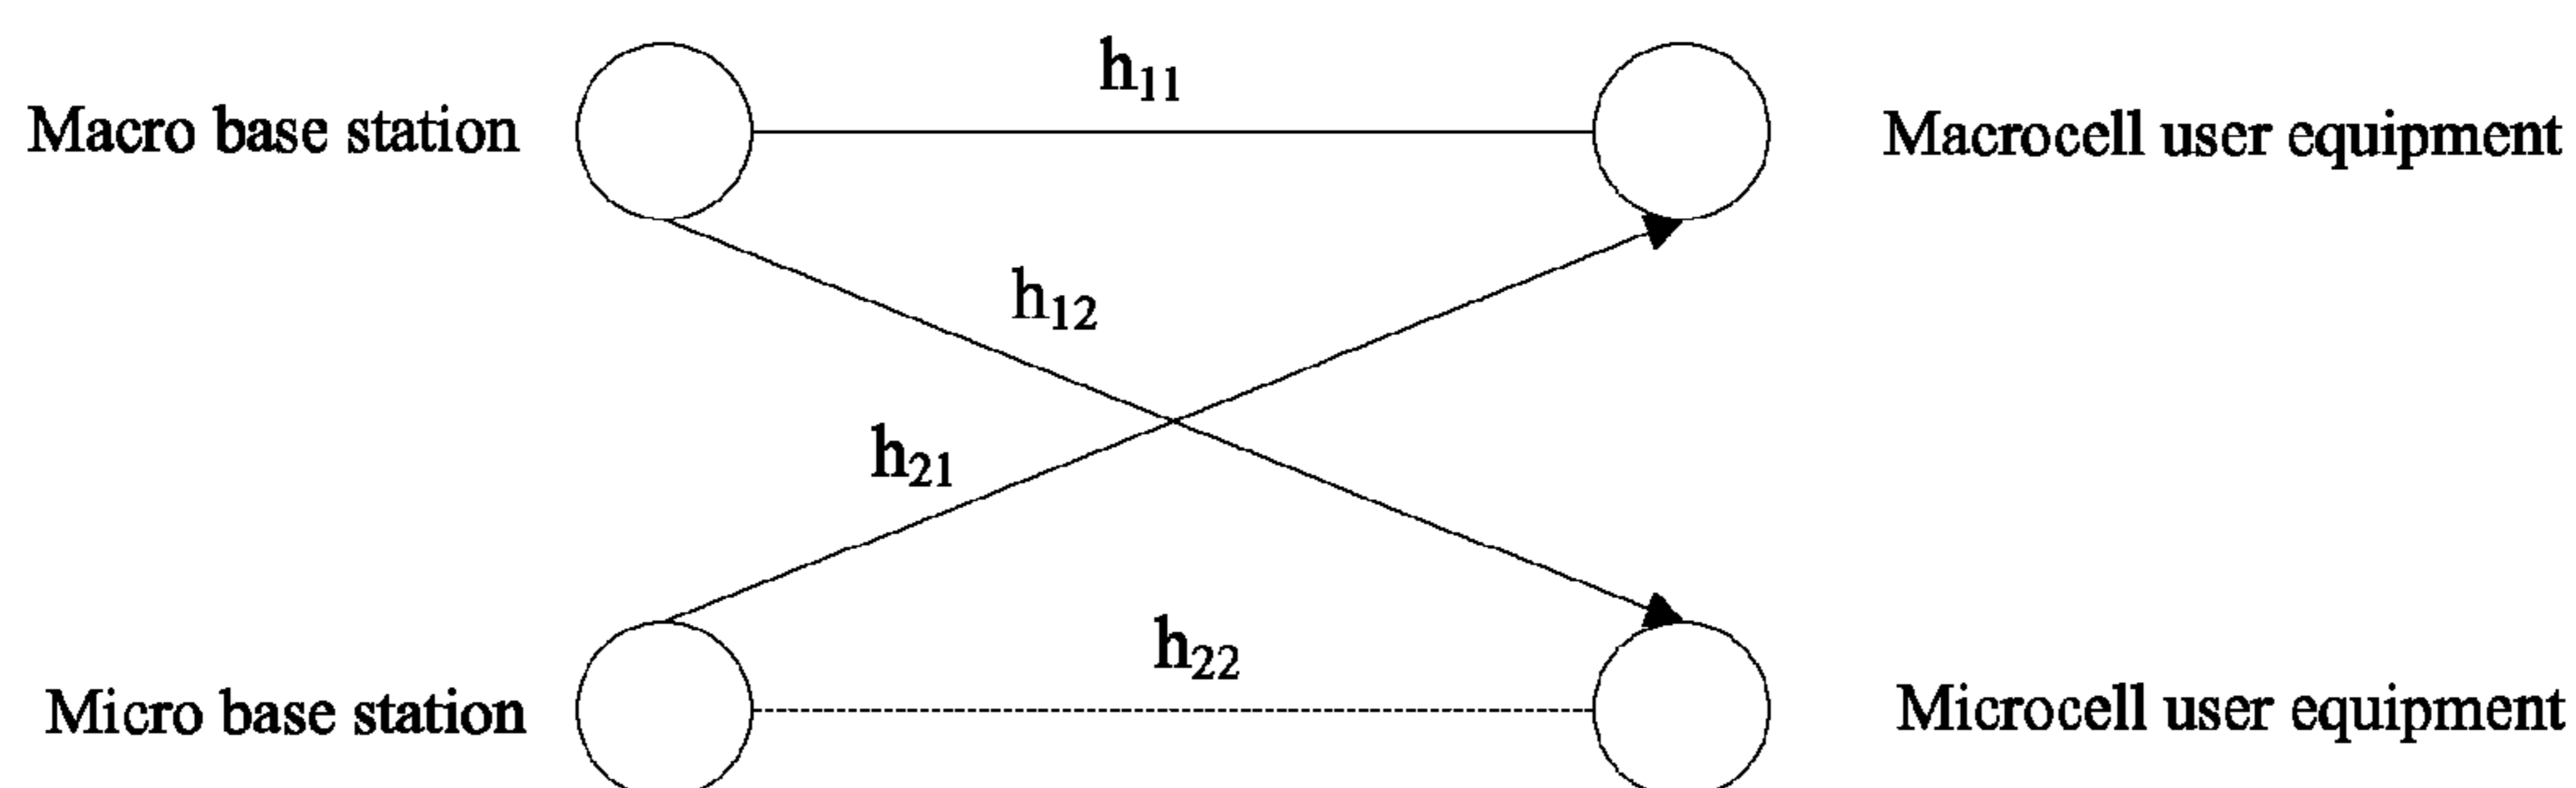 h11
Macro base station
Macrocell user equipment
h12
h21
h22
Micro base station
Microcell user equipment